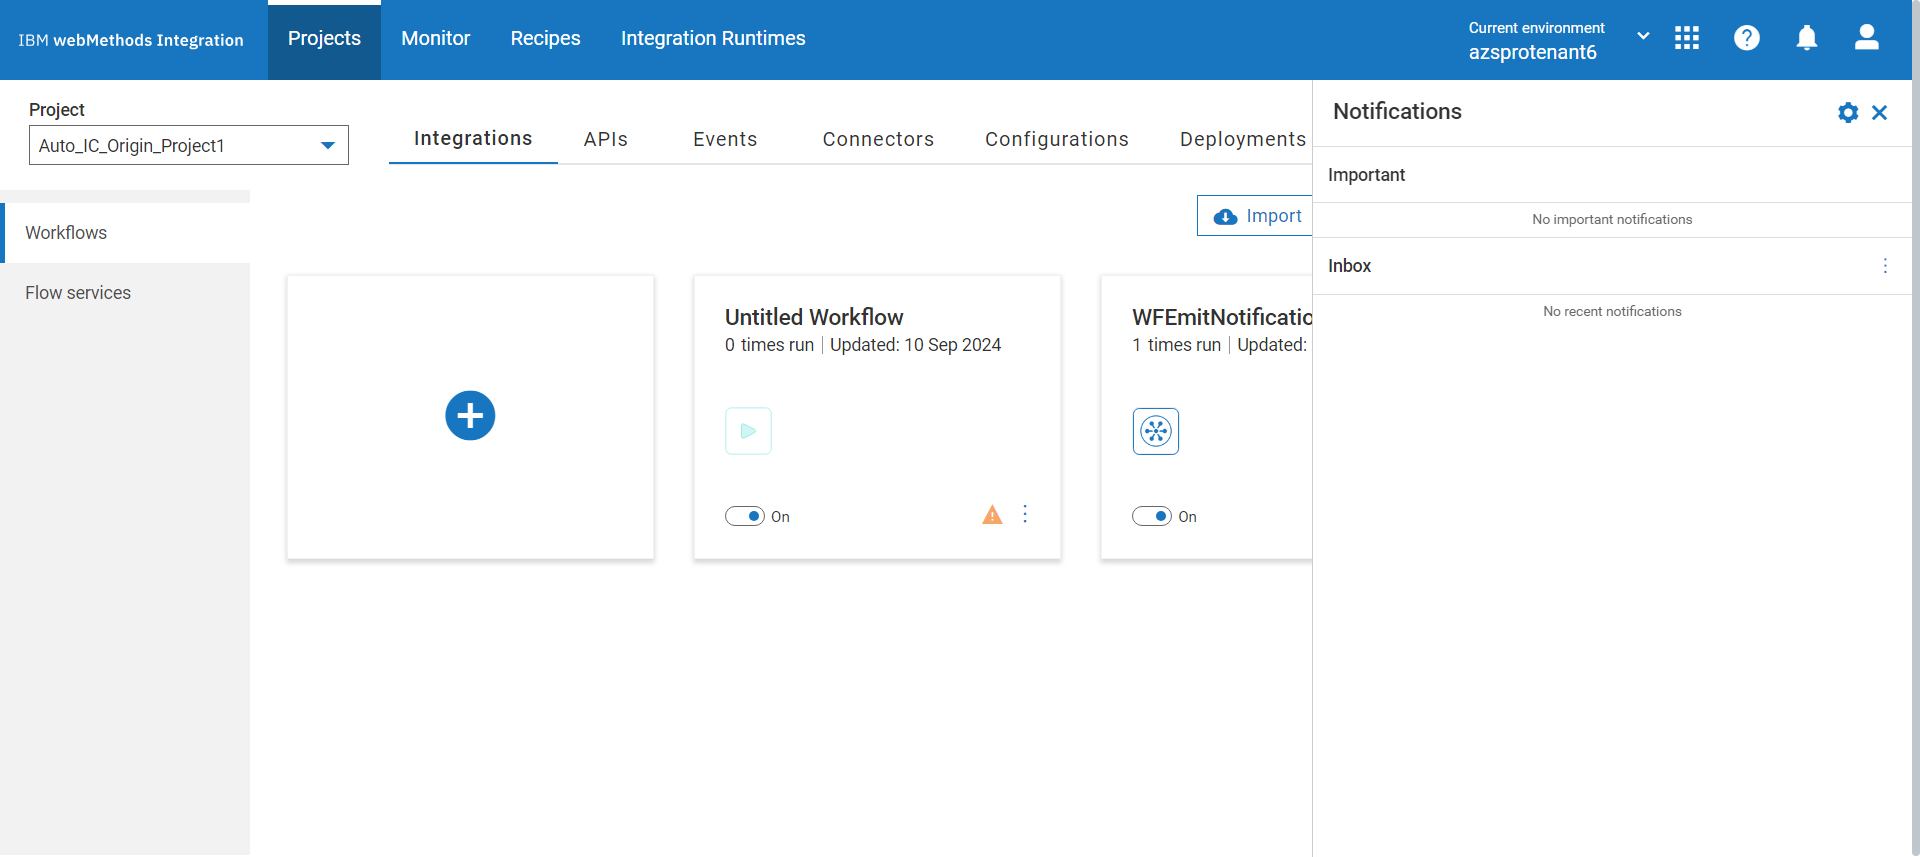 IBM webMethods Integration
Projects
Monitor
Recipes
Integration Runtimes
Current environment
azsprotenant6
Project
Auto_IC_Origin_Project1
Integrations
APIs
Events
Connectors
Configurations
Deployments
Workflows
Flow services
Import
Untitled Workflow
0 times run | Updated: 10 Sep 2024
On
WFEmitNotificatio
1 times run | Updated:
On
Notifications
Important
No important notifications
Inbox
No recent notifications